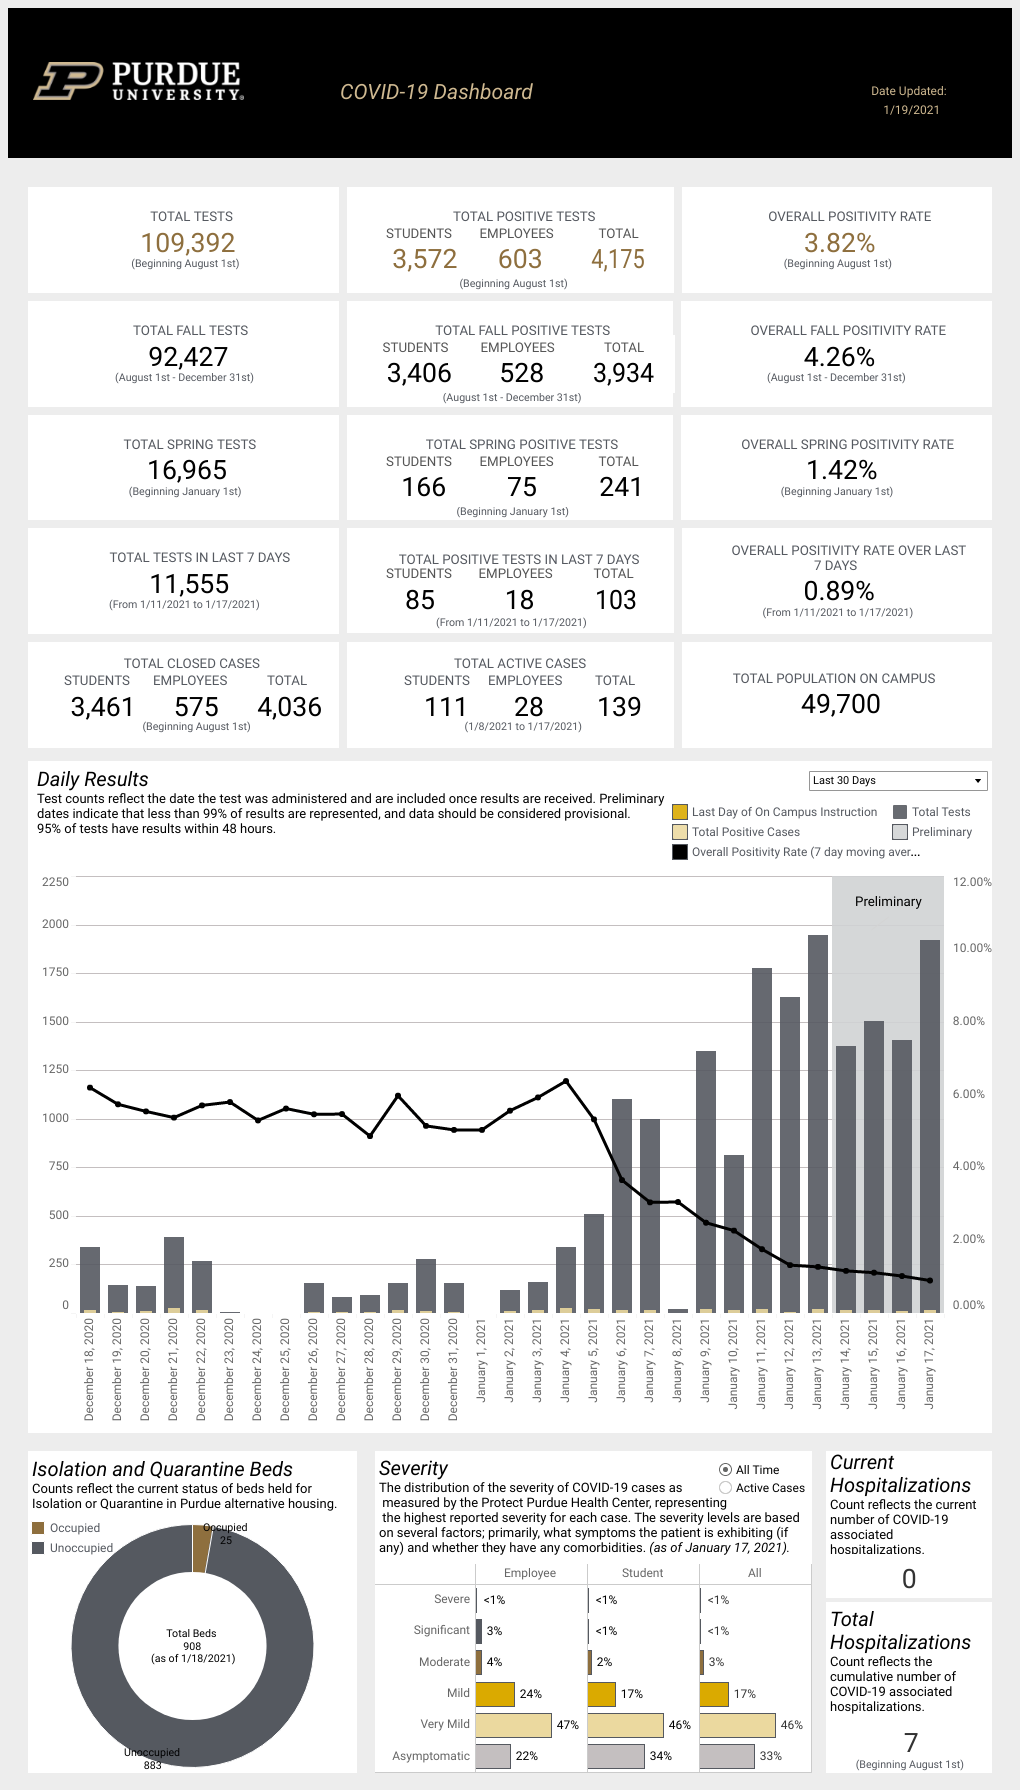 PURDUE
UNIVERSITY®
COVID-19 Dashboard
Date Updated:
1/19/2021
TOTAL TESTS
109,392
(Beginning August 1st)
TOTAL POSITIVE TESTS
STUDENTS EMPLOYEES TOTAL
3,572 603 4,175
(Beginning August 1st)
OVERALL POSITIVITY RATE
3.82%
(Beginning August 1st)
TOTAL FALL TESTS
92,427
(August 1st - December 31st)
TOTAL FALL POSITIVE TESTS
STUDENTS EMPLOYEES TOTAL
3,406 528 3,934
(August 1st - December 31st)
OVERALL FALL POSITIVITY RATE
4.26%
(August 1st - December 31st)
TOTAL SPRING TESTS
16,965
(Beginning January 1st)
TOTAL SPRING POSITIVE TESTS
STUDENTS EMPLOYEES TOTAL
166 75 241
(Beginning January 1st)
OVERALL SPRING POSITIVITY RATE
1.42%
(Beginning January 1st)
TOTAL TESTS IN LAST 7 DAYS
11,555
(From 1/11/2021 to 1/17/2021)
TOTAL POSITIVE TESTS IN LAST 7 DAYS
STUDENTS EMPLOYEES TOTAL
85 18 103
(From 1/11/2021 to 1/17/2021)
OVERALL POSITIVITY RATE OVER LAST
7 DAYS
0.89%
(From 1/11/2021 to 1/17/2021)
TOTAL CLOSED CASES
STUDENTS EMPLOYEES TOTAL
3,461 575 4,036
(Beginning August 1st)
TOTAL ACTIVE CASES
STUDENTS EMPLOYEES TOTAL
111 28 139
(1/8/2021 to 1/17/2021)
TOTAL POPULATION ON CAMPUS
49,700
Daily Results
Test counts reflect the date the test was administered and are included once results are received. Preliminary
dates indicate that less than 99% of results are represented, and data should be considered provisional.
95% of tests have results within 48 hours.
Last 30 Days
Last Day of On Campus Instruction Total Tests
Total Positive Cases Preliminary
Overall Positivity Rate (7 day moving aver...
2250 12.00%
Preliminary
2000
10.00%
1750
1500 8.00%
1250
1000 6.00%
750 4.00%
500
2.00%
250
0 0.00%
December 18, 2020
December 19, 2020
December 20, 2020
December 21, 2020
December 22, 2020
December 23, 2020
December 24, 2020
December 25, 2020
December 26, 2020
December 27, 2020
December 28, 2020
December 29, 2020
December 30, 2020
December 31, 2020
January 1, 2021
January 2, 2021
January 3, 2021
January 4, 2021
January 5, 2021
January 6, 2021
January 7, 2021
January 8, 2021
January 9, 2021
January 10, 2021
January 11, 2021
January 12, 2021
January 13, 2021
January 14, 2021
January 15, 2021
January 16, 2021
January 17, 2021
Isolation and Quarantine Beds
Counts reflect the current status of beds held for
Isolation or Quarantine in Purdue alternative housing.
Occupied
Unoccupied
Occupied
25
Total Beds
908
(as of 1/18/2021)
Unoccupied
883
Severity
All Time
Active Cases
The distribution of the severity of COVID-19 cases as
measured by the Protect Purdue Health Center, representing
the highest reported severity for each case. The severity levels are based
on several factors; primarily, what symptoms the patient is exhibiting (if
any) and whether they have any comorbidities. (as of January 17, 2021).
Employee Student All
Severe <1% <1% <1%
Significant 3% <1% <1%
Moderate 4% 2% 3%
Mild 24% 17% 17%
Very Mild 47% 46% 46%
Asymptomatic 22% 34% 33%
Current
Hospitalizations
Count reflects the current
number of COVID-19
associated
hospitalizations.
0
Total
Hospitalizations
Count reflects the
cumulative number of
COVID-19 associated
hospitalizations.
7
(Beginning August 1st)